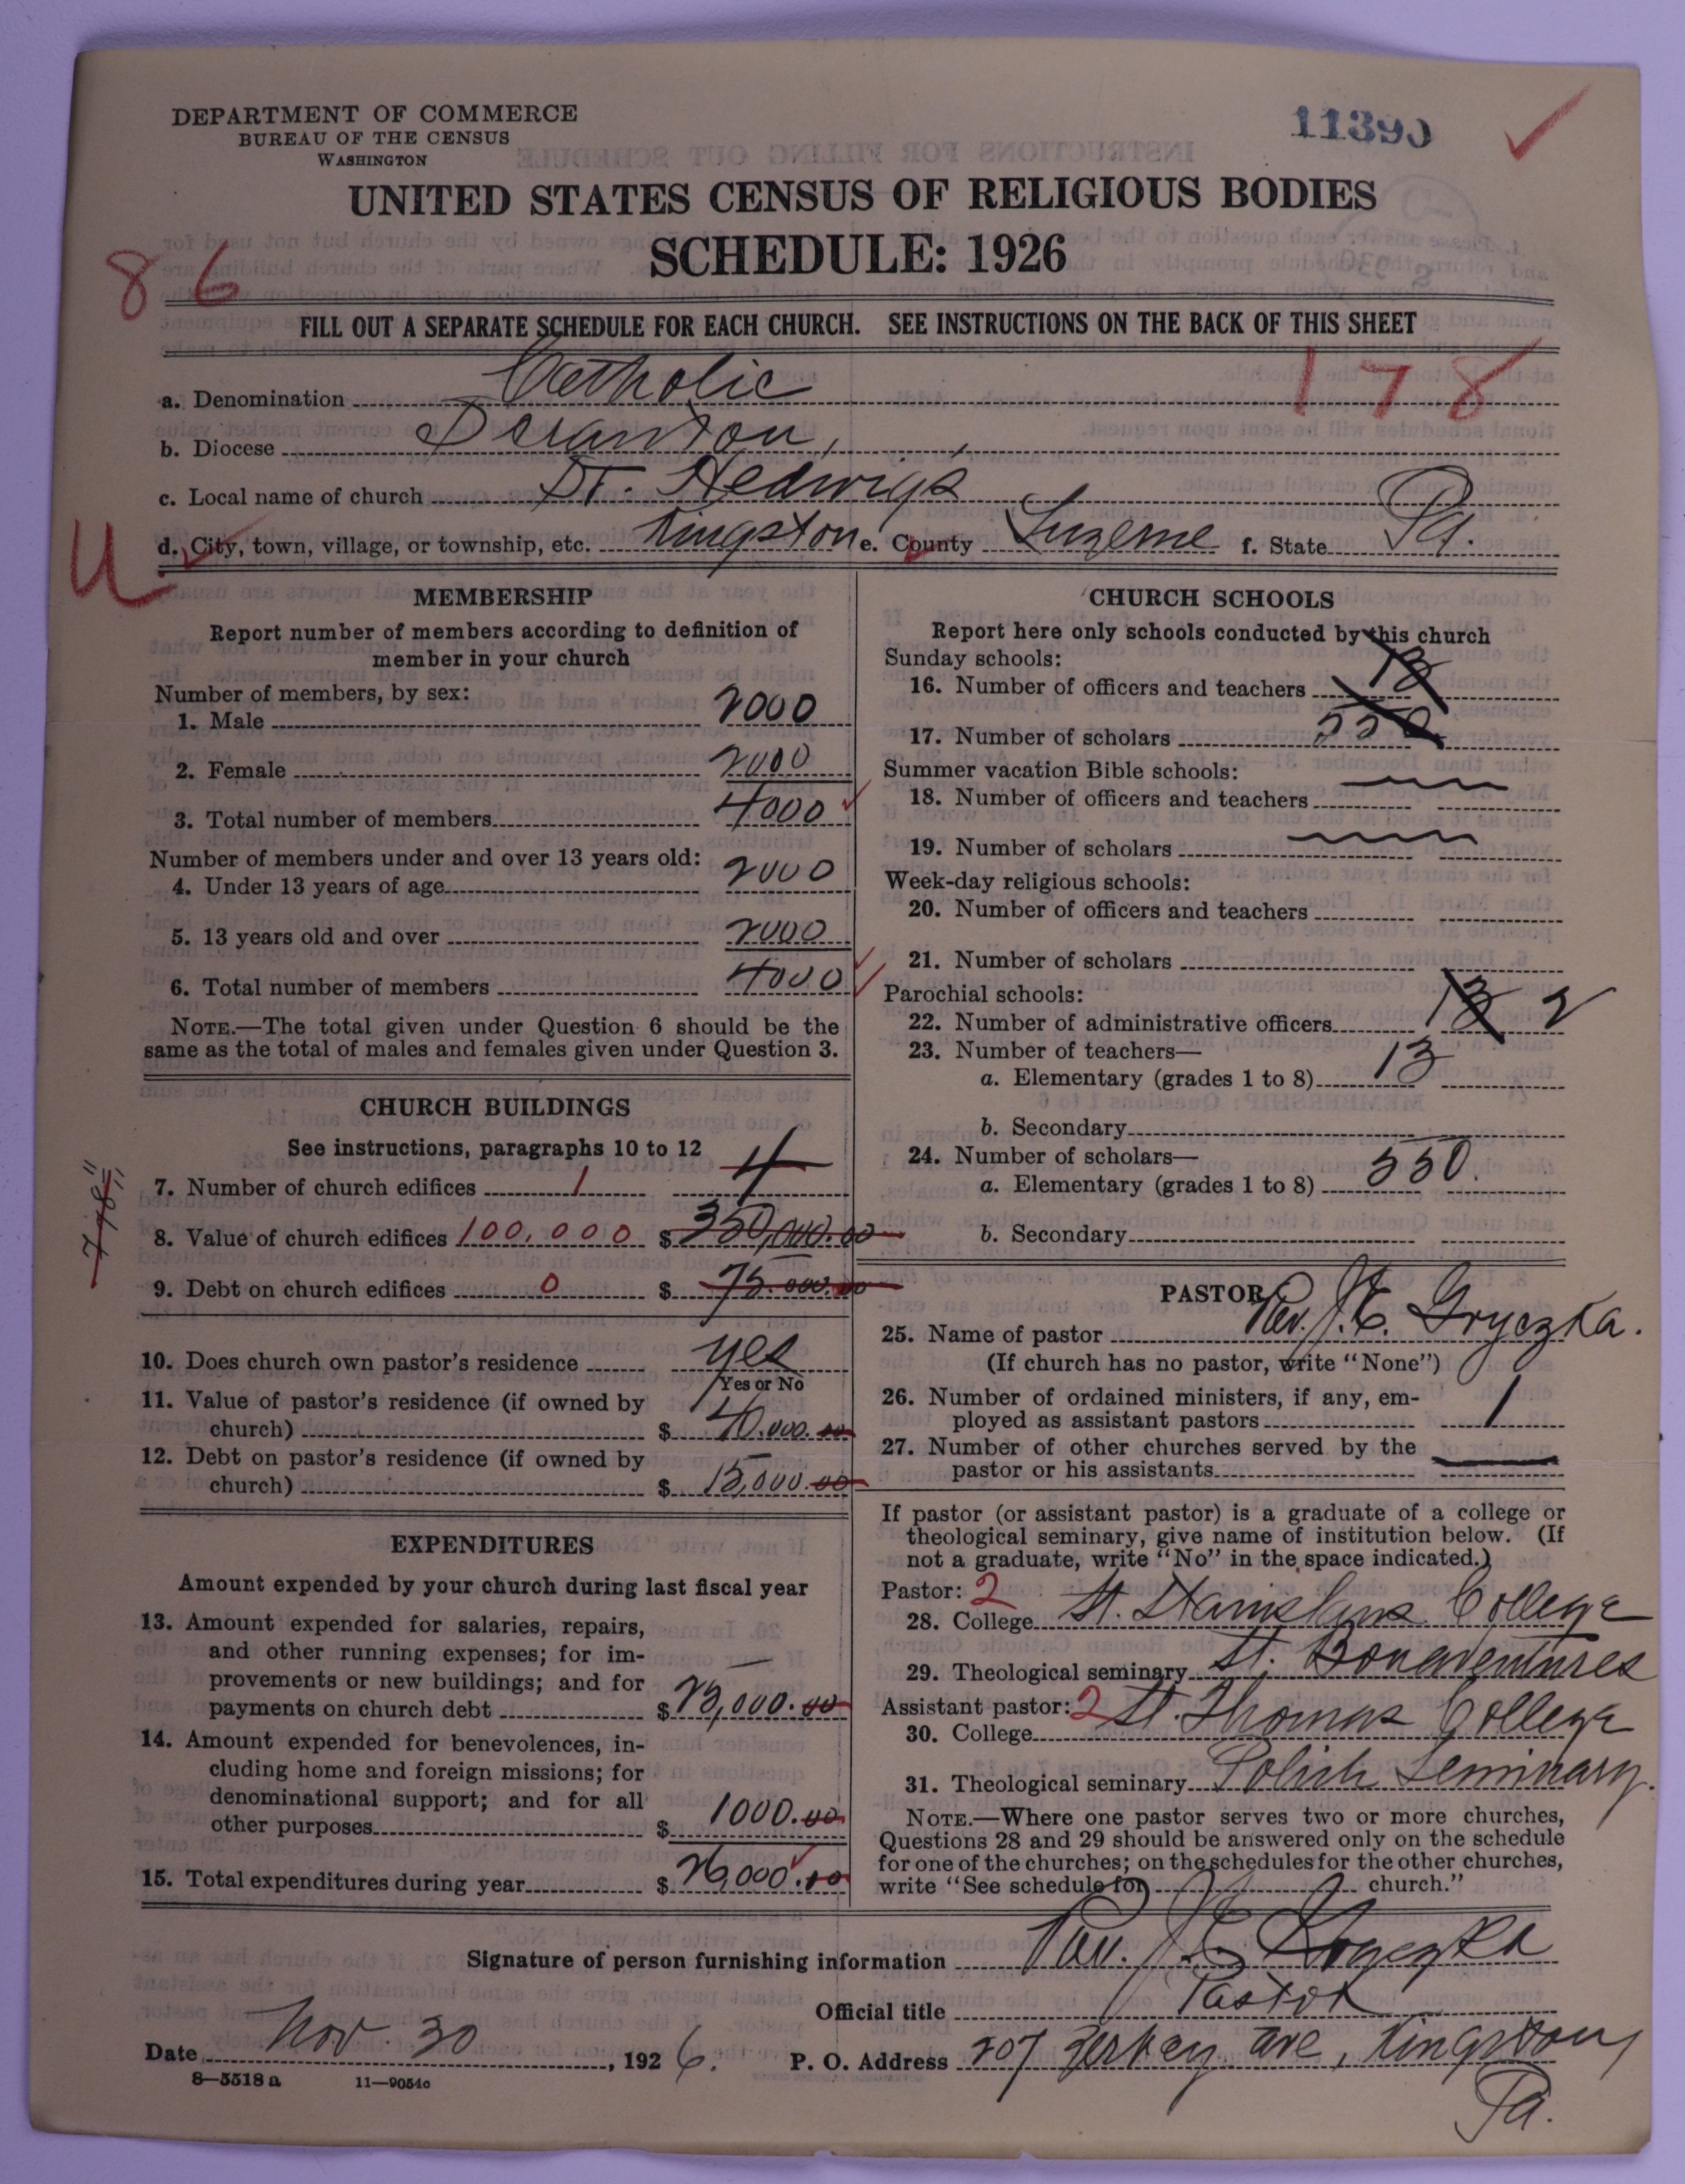 DEPARTMENT OF COMMERCE
BUREAU OF THE CENSUS
WASHINGTON
11390
UNITED STATES CENSUS OF RELIGIOUS BODIES
SCHEDULE: 1926
86
FILL OUT A SEPARATE SCHEDULE FOR EACH CHURCH. SEE INSTRUCTIONS ON THE BACK OF THIS SHEET
178
a. Denomination Catholic
b. Diocese Scranton,
c. Local name of church St. Hedwigs
d. City, town, village, or township, etc. Kingston e. County Luzerne f. State Pa.
U
MEMBERSHIP
Report number of members according to definition of
member in your church
Number of members, by sex:
1. Male 2000
2. Female 2000
3. Total number of members 4000
Number of members under and over 13 years old:
4. Under 13 years of age 2000
5. 13 years old and over 2000
6. Total number of members 4000
NOTE.—The total given under Question 6 should be the
same as the total of males and females given under Question 3.
CHURCH BUILDINGS
See instructions, paragraphs 10 to 12
7. Number of church edifices 1 4
8. Value of church edifices 100,000 $ 350,000.00
9. Debt on church edifices 0 $ 75.000.00
10. Does church own pastor's residence yes
Yes or No
11. Value of pastor's residence (if owned by
church) $ 40.000.00
12. Debt on pastor's residence (if owned by
church) $ 15,000.00
EXPENDITURES
Amount expended by your church during last fiscal year
13. Amount expended for salaries, repairs,
and other running expenses; for im-
provements or new buildings; and for
payments on church debt $ 75,000.00
14. Amount expended for benevolences, in-
cluding home and foreign missions; for
denominational support; and for all
other purposes $ 1000.00
15. Total expenditures during year $ 76,000.00
CHURCH SCHOOLS
Report here only schools conducted by this church
Sunday schools:
16. Number of officers and teachers 13
17. Number of scholars 550
Summer vacation Bible schools:
18. Number of officers and teachers
19. Number of scholars
Week-day religious schools:
20. Number of officers and teachers
21. Number of scholars
Parochial schools:
22. Number of administrative officers 13 2
23. Number of teachers—
a. Elementary (grades 1 to 8) 13
b. Secondary
24. Number of scholars—
a. Elementary (grades 1 to 8) 550.
b. Secondary
PASTOR
25. Name of pastor Rev. J. E. Gryczka.
(If church has no pastor, write "None")
26. Number of ordained ministers, if any, em-
ployed as assistant pastors 1
27. Number of other churches served by the
pastor or his assistants
If pastor (or assistant pastor) is a graduate of a college or
theological seminary, give name of institution below. (If
not a graduate, write "No" in the space indicated.)
Pastor: 2
28. College St. Stanislaus College
29. Theological seminary St. Bonaventures
Assistant pastor: 2
30. College St. Thomas College
31. Theological seminary Polish Seminary.
NOTE.—Where one pastor serves two or more churches,
Questions 28 and 29 should be answered only on the schedule
for one of the churches; on the schedules for the other churches,
write "See schedule for church."
Signature of person furnishing information Rev. J. E. Gryczka
Official title Pastor
Date Nov. 30, 1926. P. O. Address 207 Zerbey ave, Kingston,
Pa.
8—5518 a 11—9054c